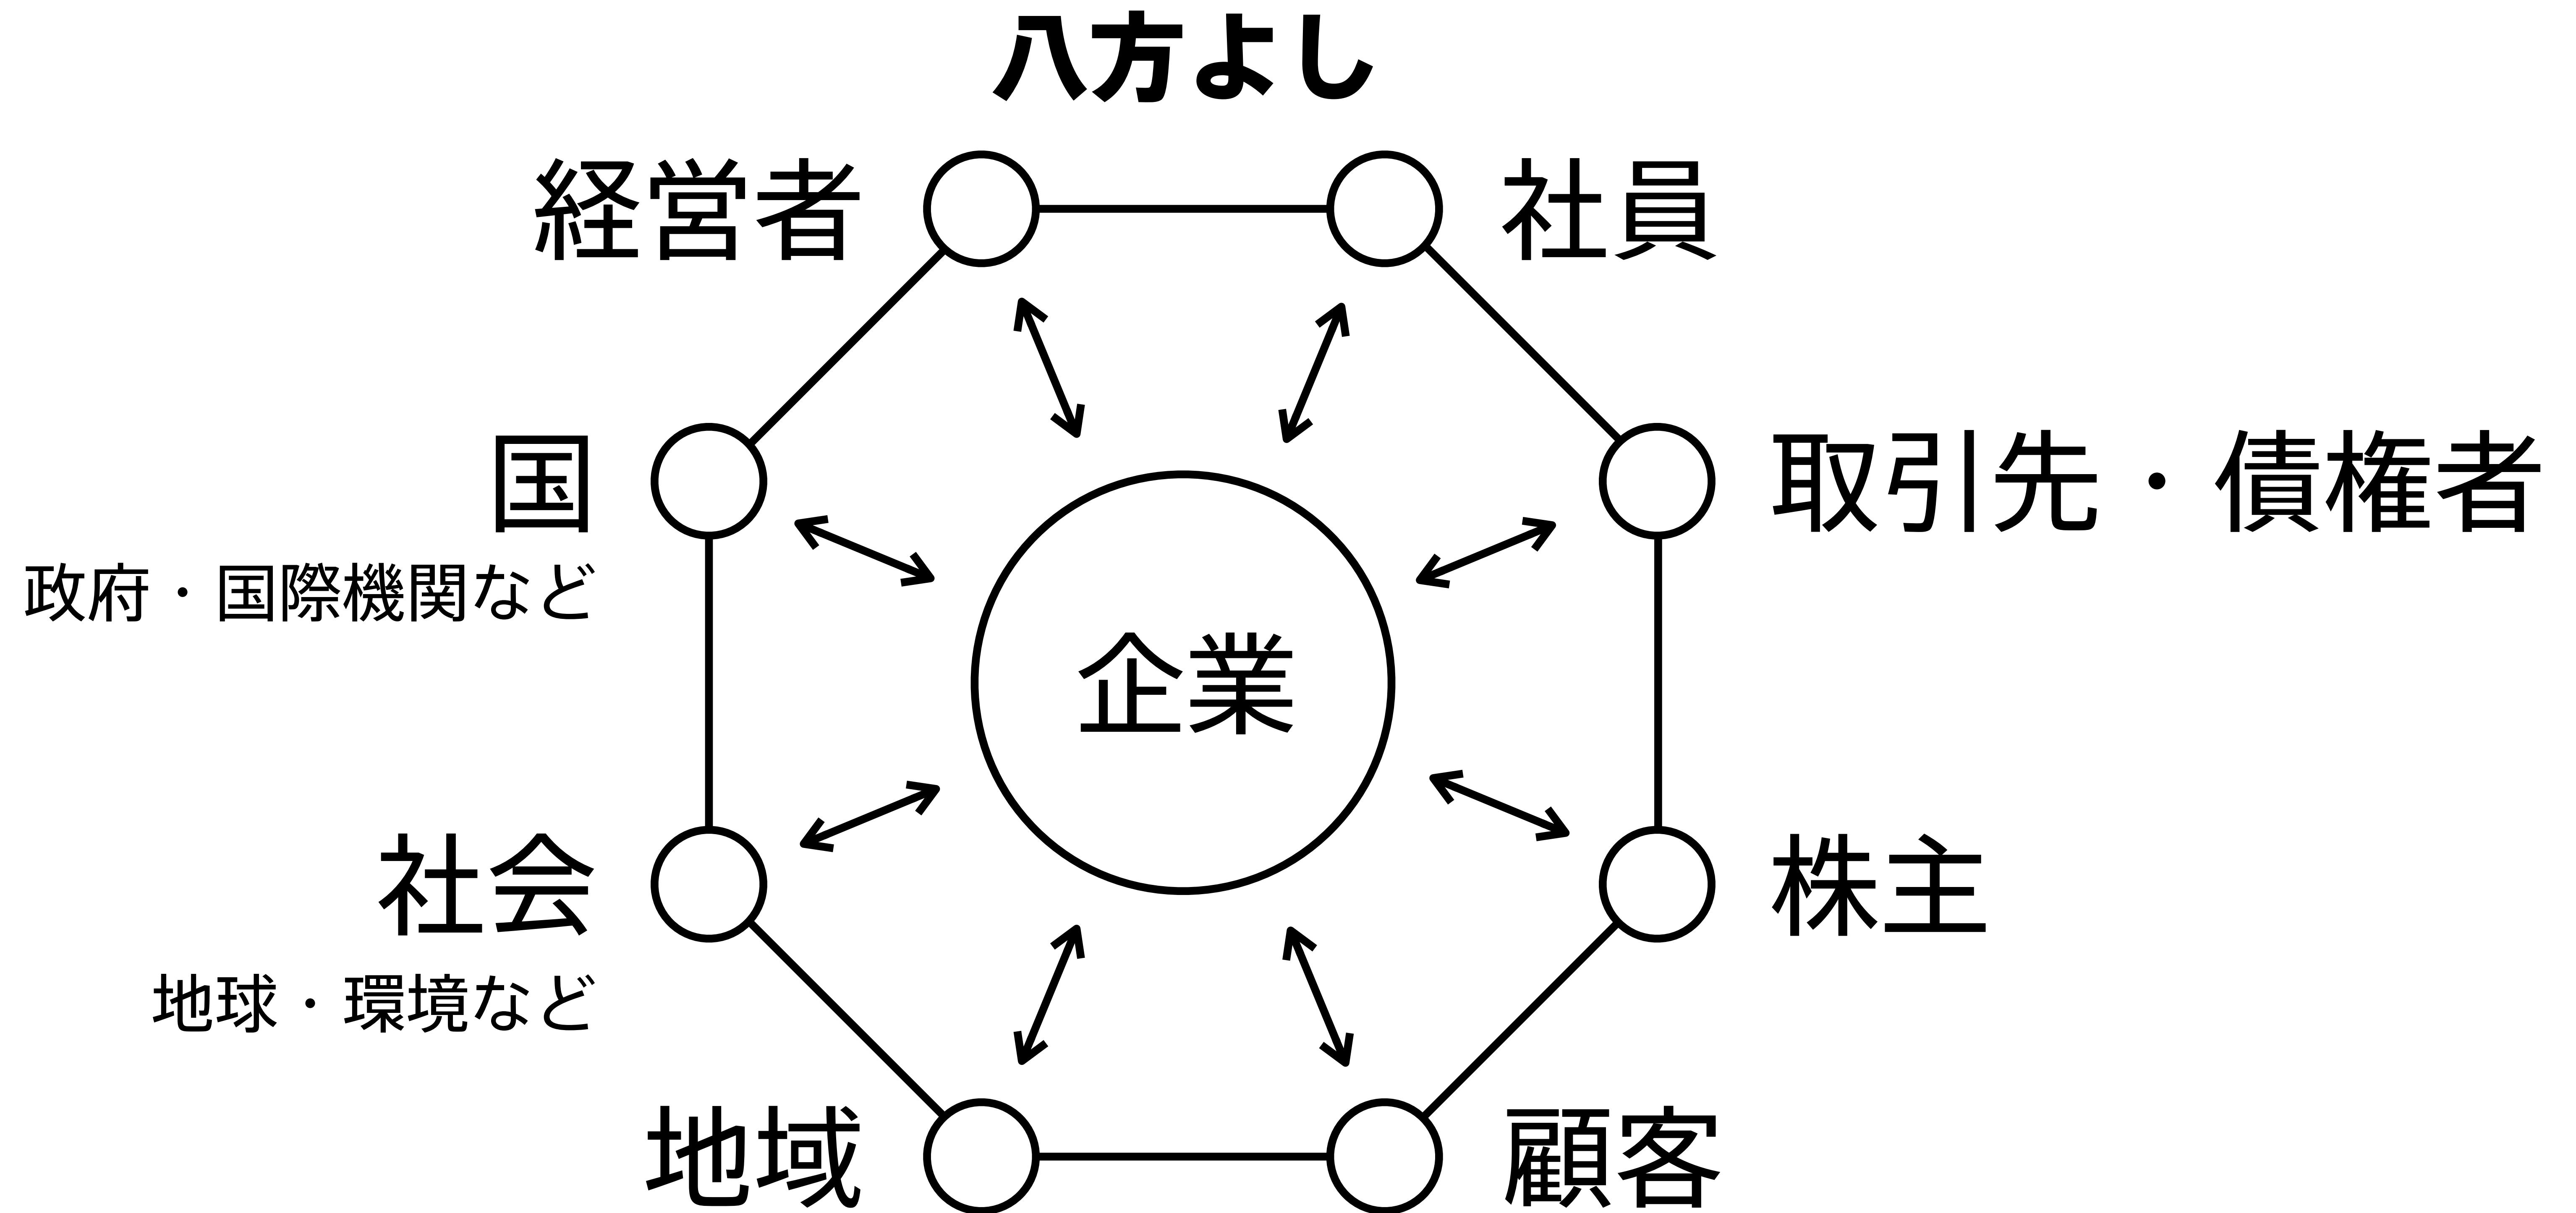 八方よし
経営者
社員
国
政府・国際機関など
取引先・債権者
企業
社会
地球・環境など
株主
地域
顧客